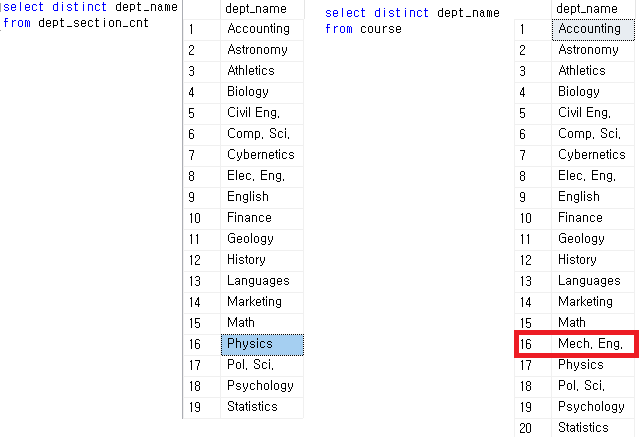 select distinct dept_name
from dept_section_cnt
dept_name
1 Accounting
2 Astronomy
3 Athletics
4 Biology
5 Civil Eng.
6 Comp. Sci.
7 Cybernetics
8 Elec. Eng.
9 English
10 Finance
11 Geology
12 History
13 Languages
14 Marketing
15 Math
16 Physics
17 Pol. Sci.
18 Psychology
19 Statistics
select distinct dept_name
from course
dept_name
1 Accounting
2 Astronomy
3 Athletics
4 Biology
5 Civil Eng.
6 Comp. Sci.
7 Cybernetics
8 Elec. Eng.
9 English
10 Finance
11 Geology
12 History
13 Languages
14 Marketing
15 Math
16 Mech. Eng.
17 Physics
18 Pol. Sci.
19 Psychology
20 Statistics